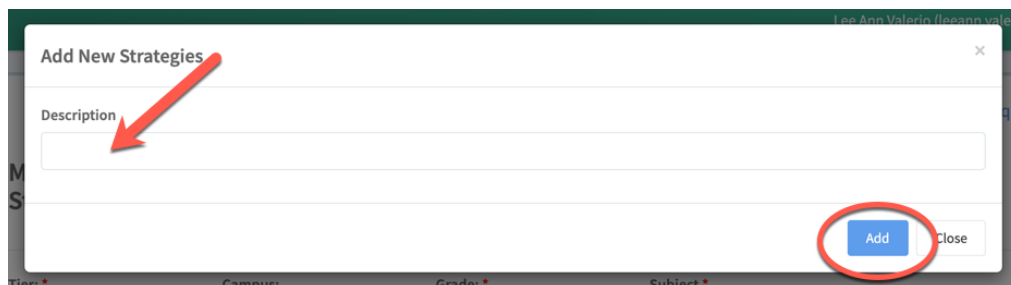 Lee Ann Valerio (leeann.vale
Add New Strategies
×
Description
M
S
Add
Close
Tier: *
Campus:
Grade: *
Subject *